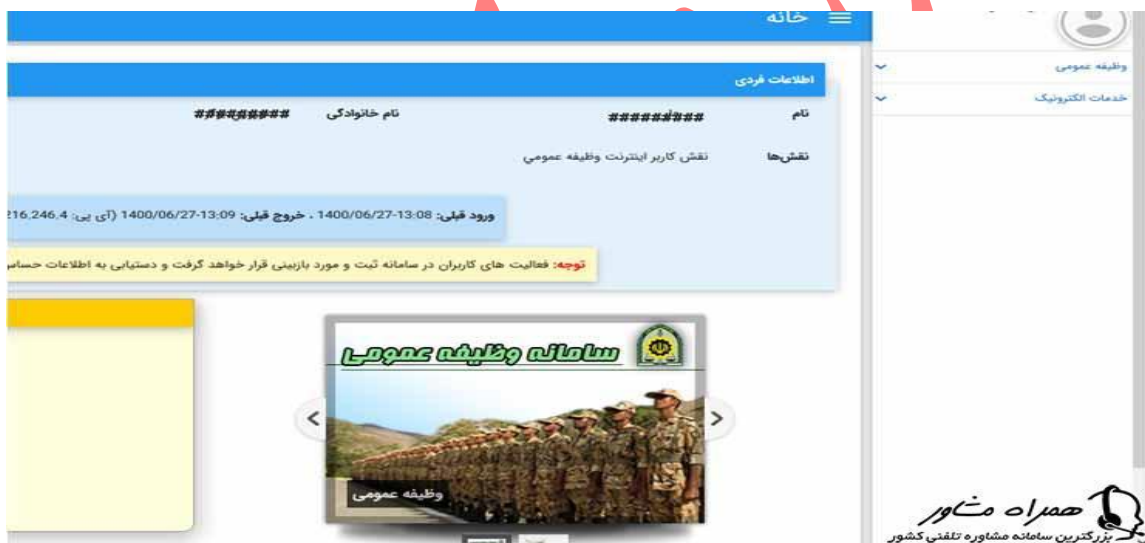 خانه
وظیفه عمومی
خدمات الکترونیک
اطلاعات فردی
نام ######### نام خانوادگی #########
نقش‌ها نقش کاربر اینترنت وظیفه عمومی
ورود قبلی: 13:08-1400/06/27 . خروج قبلی: 13:09-1400/06/27 (آی پی: 216.246.4
توجه: فعالیت های کاربران در سامانه ثبت و مورد بازبینی قرار خواهد گرفت و دستیابی به اطلاعات
سامانه وظیفه عمومی
وظیفه عمومی
همراه مشاور
بزرگترین سامانه مشاوره تلفنی کشور